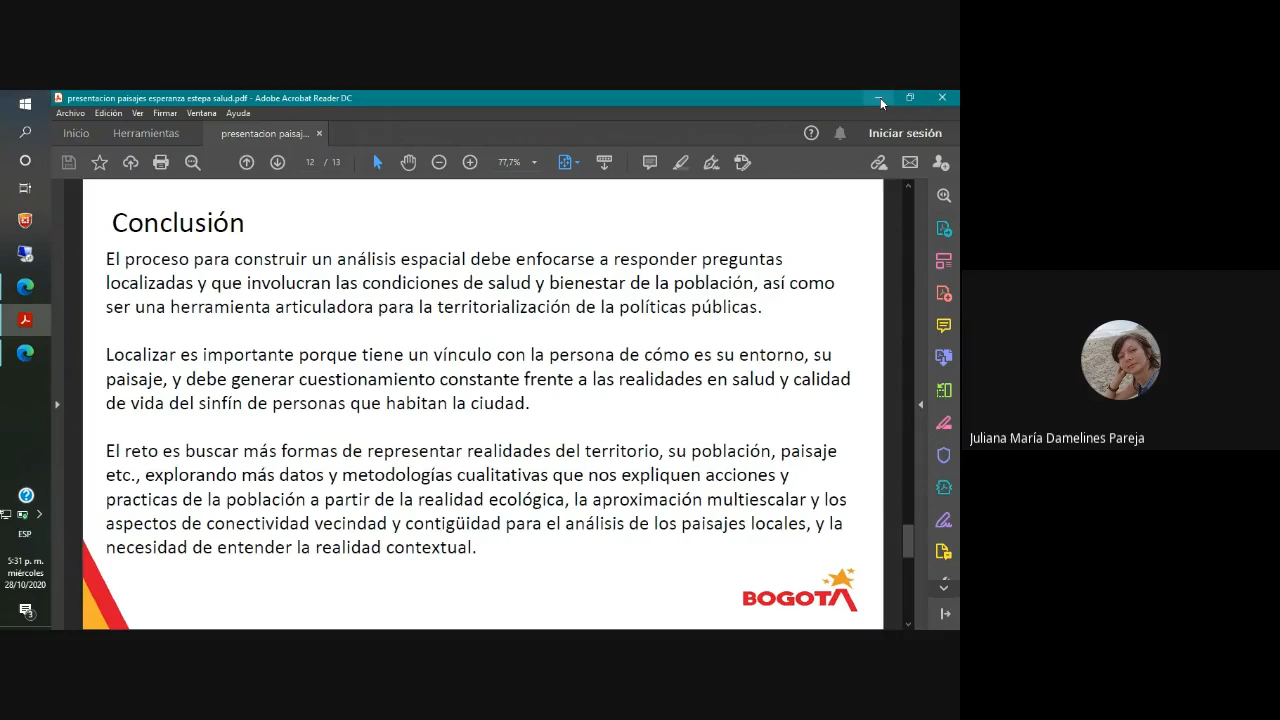 presentacion paisajes esperanza estepa salud.pdf - Adobe Acrobat Reader DC
Archivo Edición Ver Firmar Ventana Ayuda
Inicio Herramientas presentacion paisaj... Iniciar sesión
12 / 13 77,7%
Conclusión
El proceso para construir un análisis espacial debe enfocarse a responder preguntas
localizadas y que involucran las condiciones de salud y bienestar de la población, así como
ser una herramienta articuladora para la territorialización de la políticas públicas.
Localizar es importante porque tiene un vínculo con la persona de cómo es su entorno, su
paisaje, y debe generar cuestionamiento constante frente a las realidades en salud y calidad
de vida del sinfín de personas que habitan la ciudad.
El reto es buscar más formas de representar realidades del territorio, su población, paisaje
etc., explorando más datos y metodologías cualitativas que nos expliquen acciones y
practicas de la población a partir de la realidad ecológica, la aproximación multiescalar y los
aspectos de conectividad vecindad y contigüidad para el análisis de los paisajes locales, y la
necesidad de entender la realidad contextual.
BOGOTA
ESP
5:31 p. m.
miércoles
28/10/2020
3
Juliana María Damelines Pareja